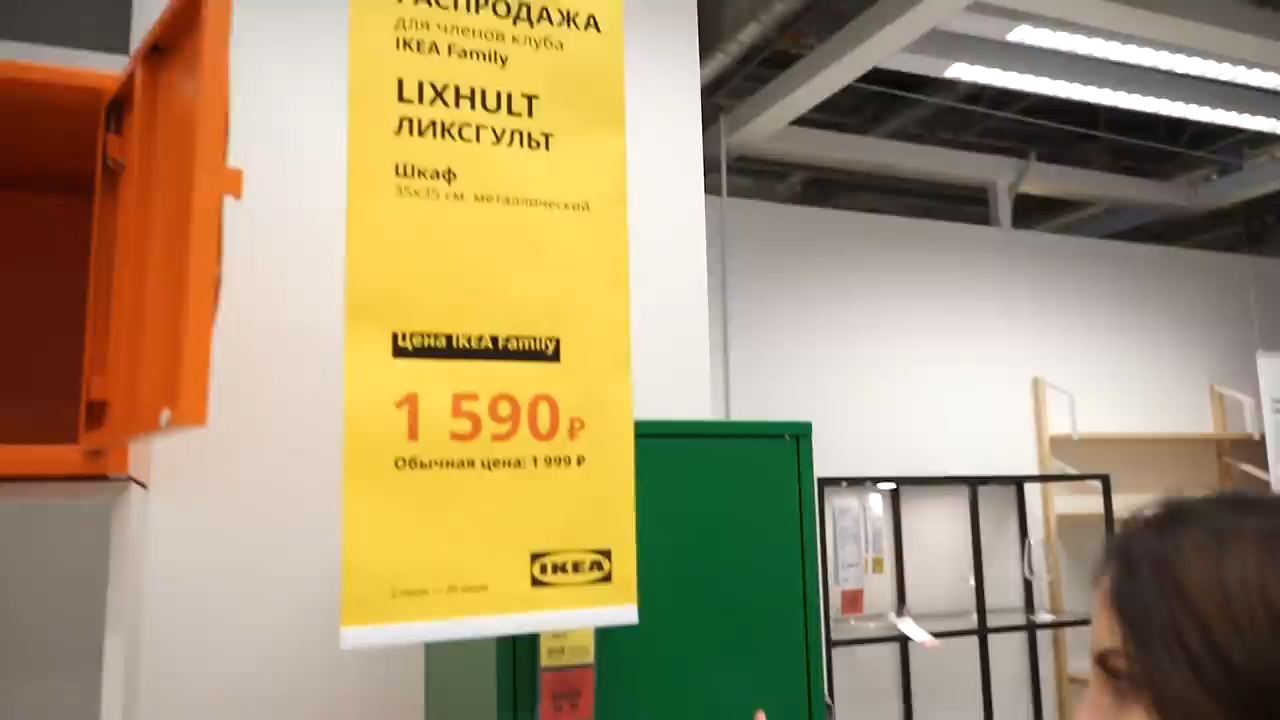 РАСПРОДАЖА
для членов клуба
IKEA Family
LIXHULT
ЛИКСГУЛЬТ
Шкаф
35x35 см, металлический
Цена IKEA Family
1 590 ₽
Обычная цена: 1 999 ₽
IKEA